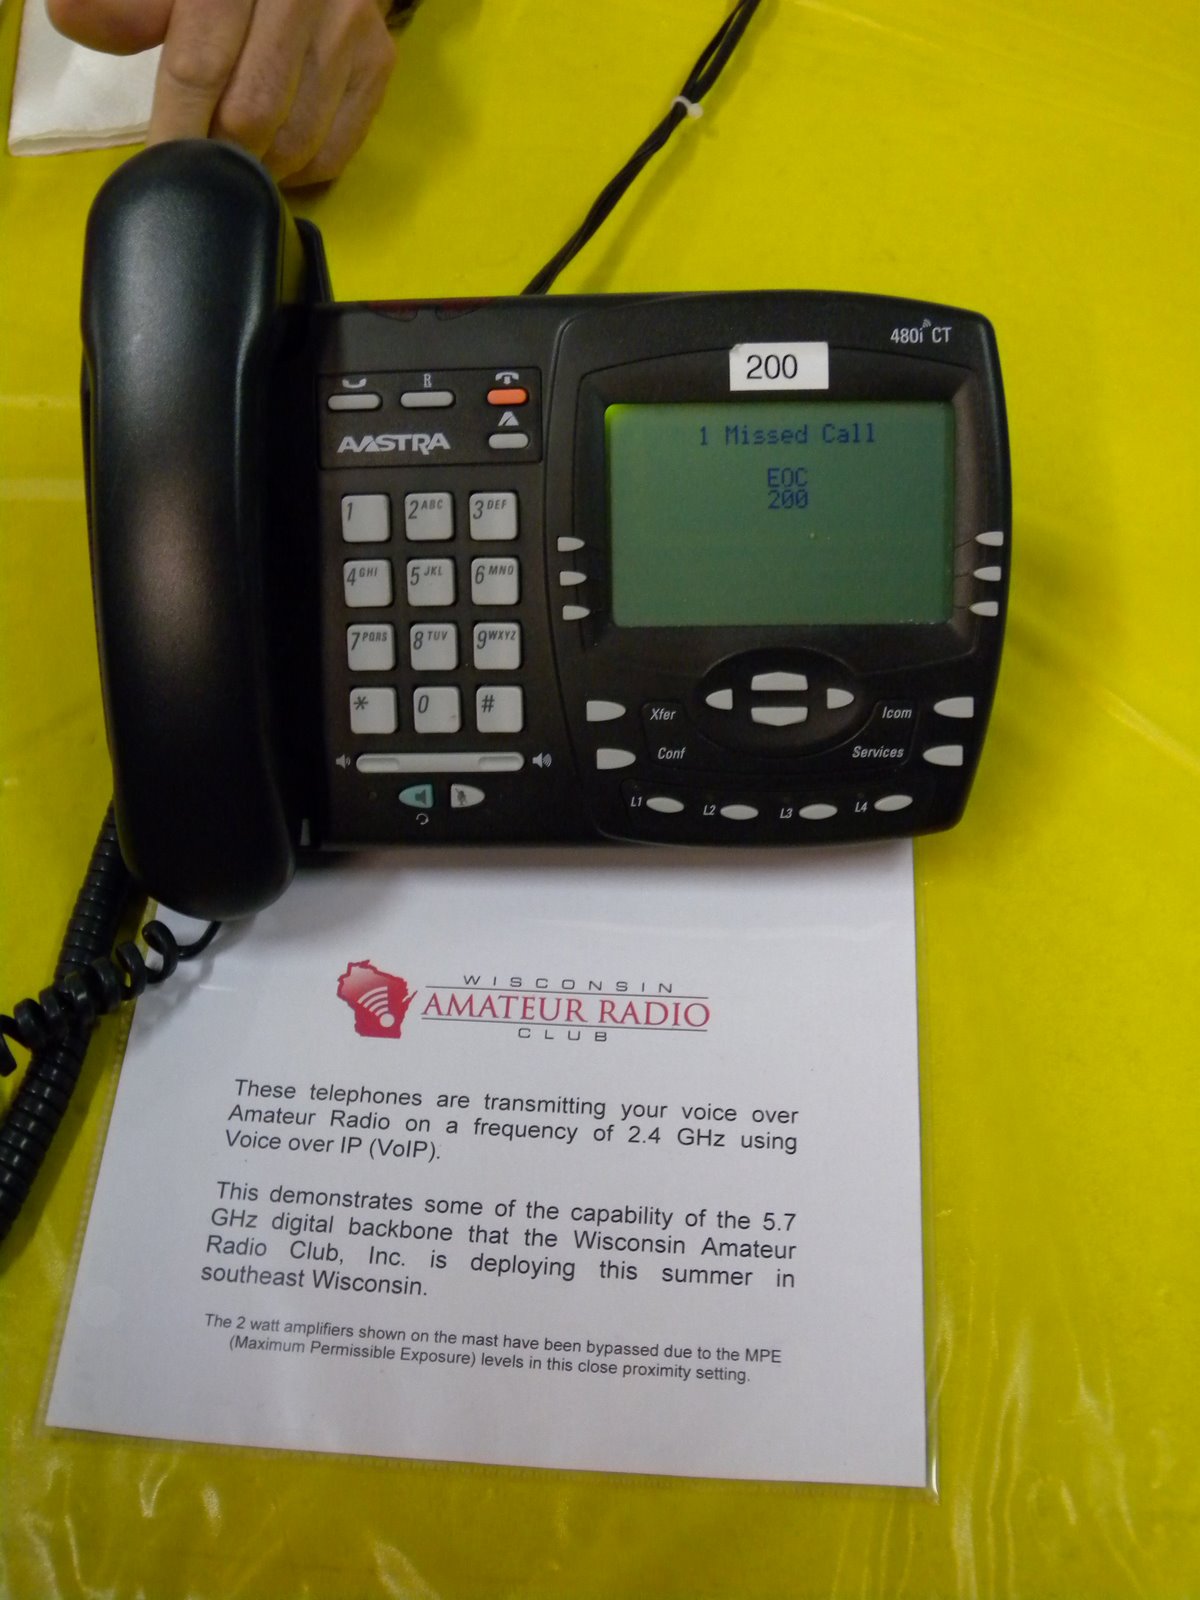 480i CT
200
1 Missed Call
EOC
200
R
AASTRA
1 2 ABC 3 DEF
4 GHI 5 JKL 6 MNO
7 PQRS 8 TUV 9 WXYZ
* 0 #
Xfer
Conf
Icom
Services
L1 L2 L3 L4
WISCONSIN
AMATEUR RADIO
CLUB
These telephones are transmitting your voice over
Amateur Radio on a frequency of 2.4 GHz using
Voice over IP (VoIP).
This demonstrates some of the capability of the 5.7
GHz digital backbone that the Wisconsin Amateur
Radio Club, Inc. is deploying this summer in
southeast Wisconsin.
The 2 watt amplifiers shown on the mast have been bypassed due to the MPE
(Maximum Permissible Exposure) levels in this close proximity setting.